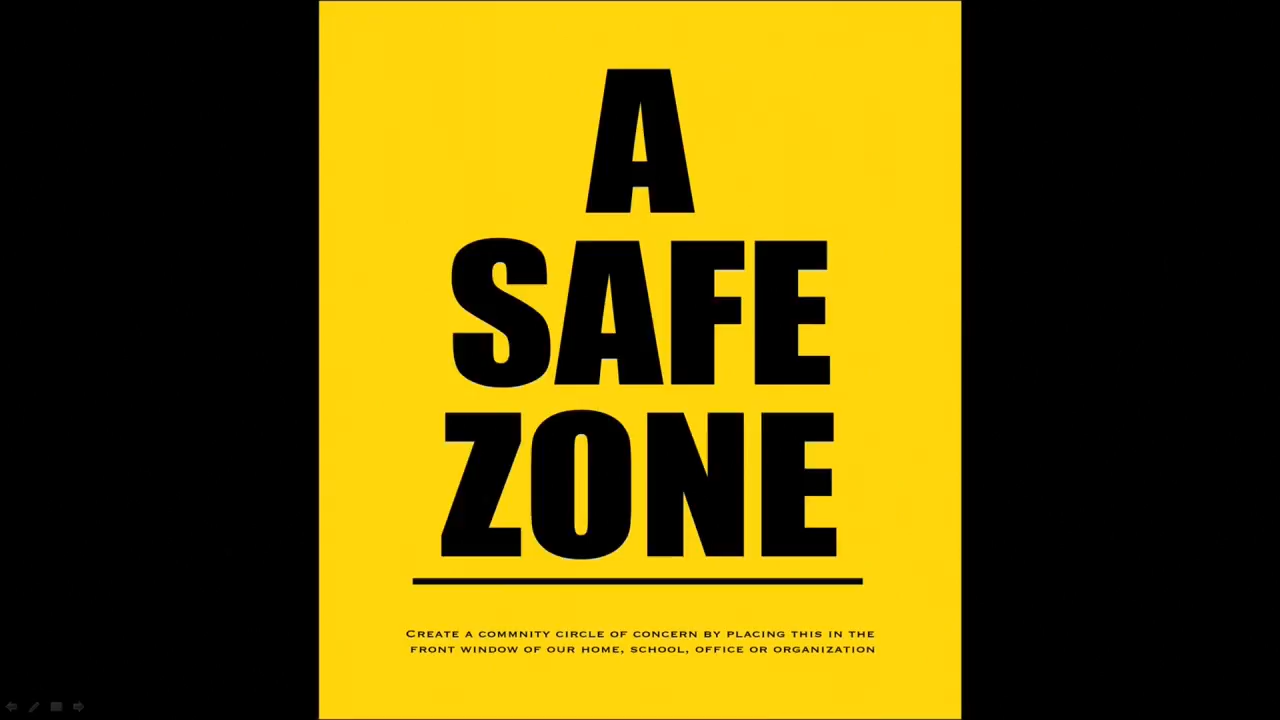 A
SAFE
ZONE
Create a commnity circle of concern by placing this in the
front window of our home, school, office or organization